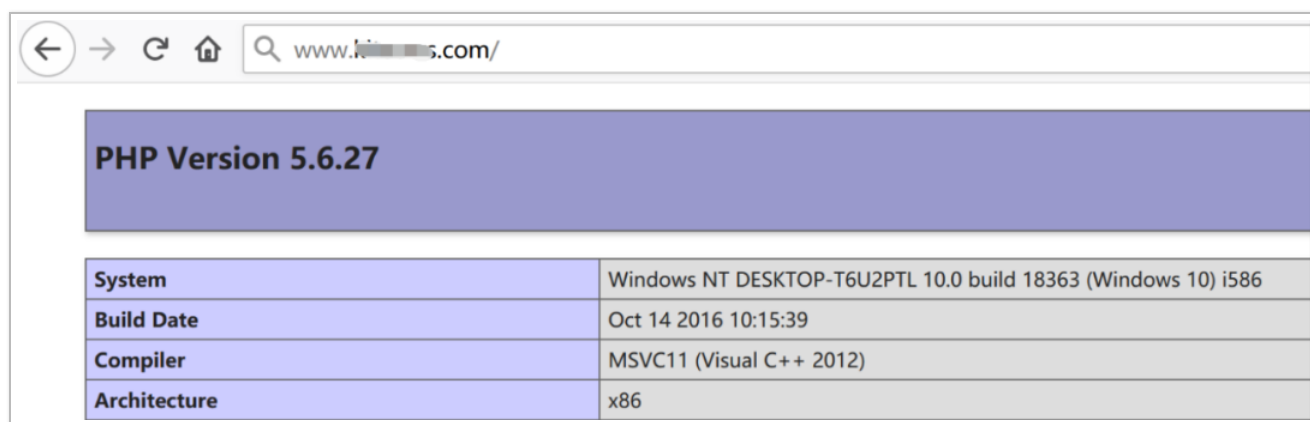 www. s.com/
PHP Version 5.6.27
System Windows NT DESKTOP-T6U2PTL 10.0 build 18363 (Windows 10) i586
Build Date Oct 14 2016 10:15:39
Compiler MSVC11 (Visual C++ 2012)
Architecture x86